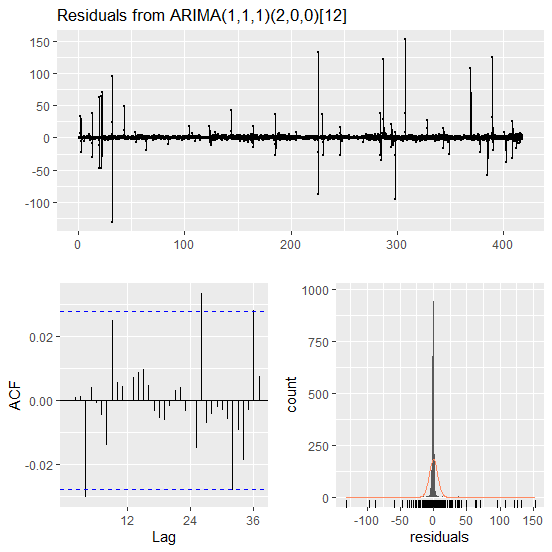 Residuals from ARIMA(1,1,1)(2,0,0)[12]
150
100
50
0
-50
-100
0 100 200 300 400
ACF
0.02
0.00
-0.02
12 24 36
Lag
count
1000
750
500
250
0
-100 -50 0 50 100 150
residuals